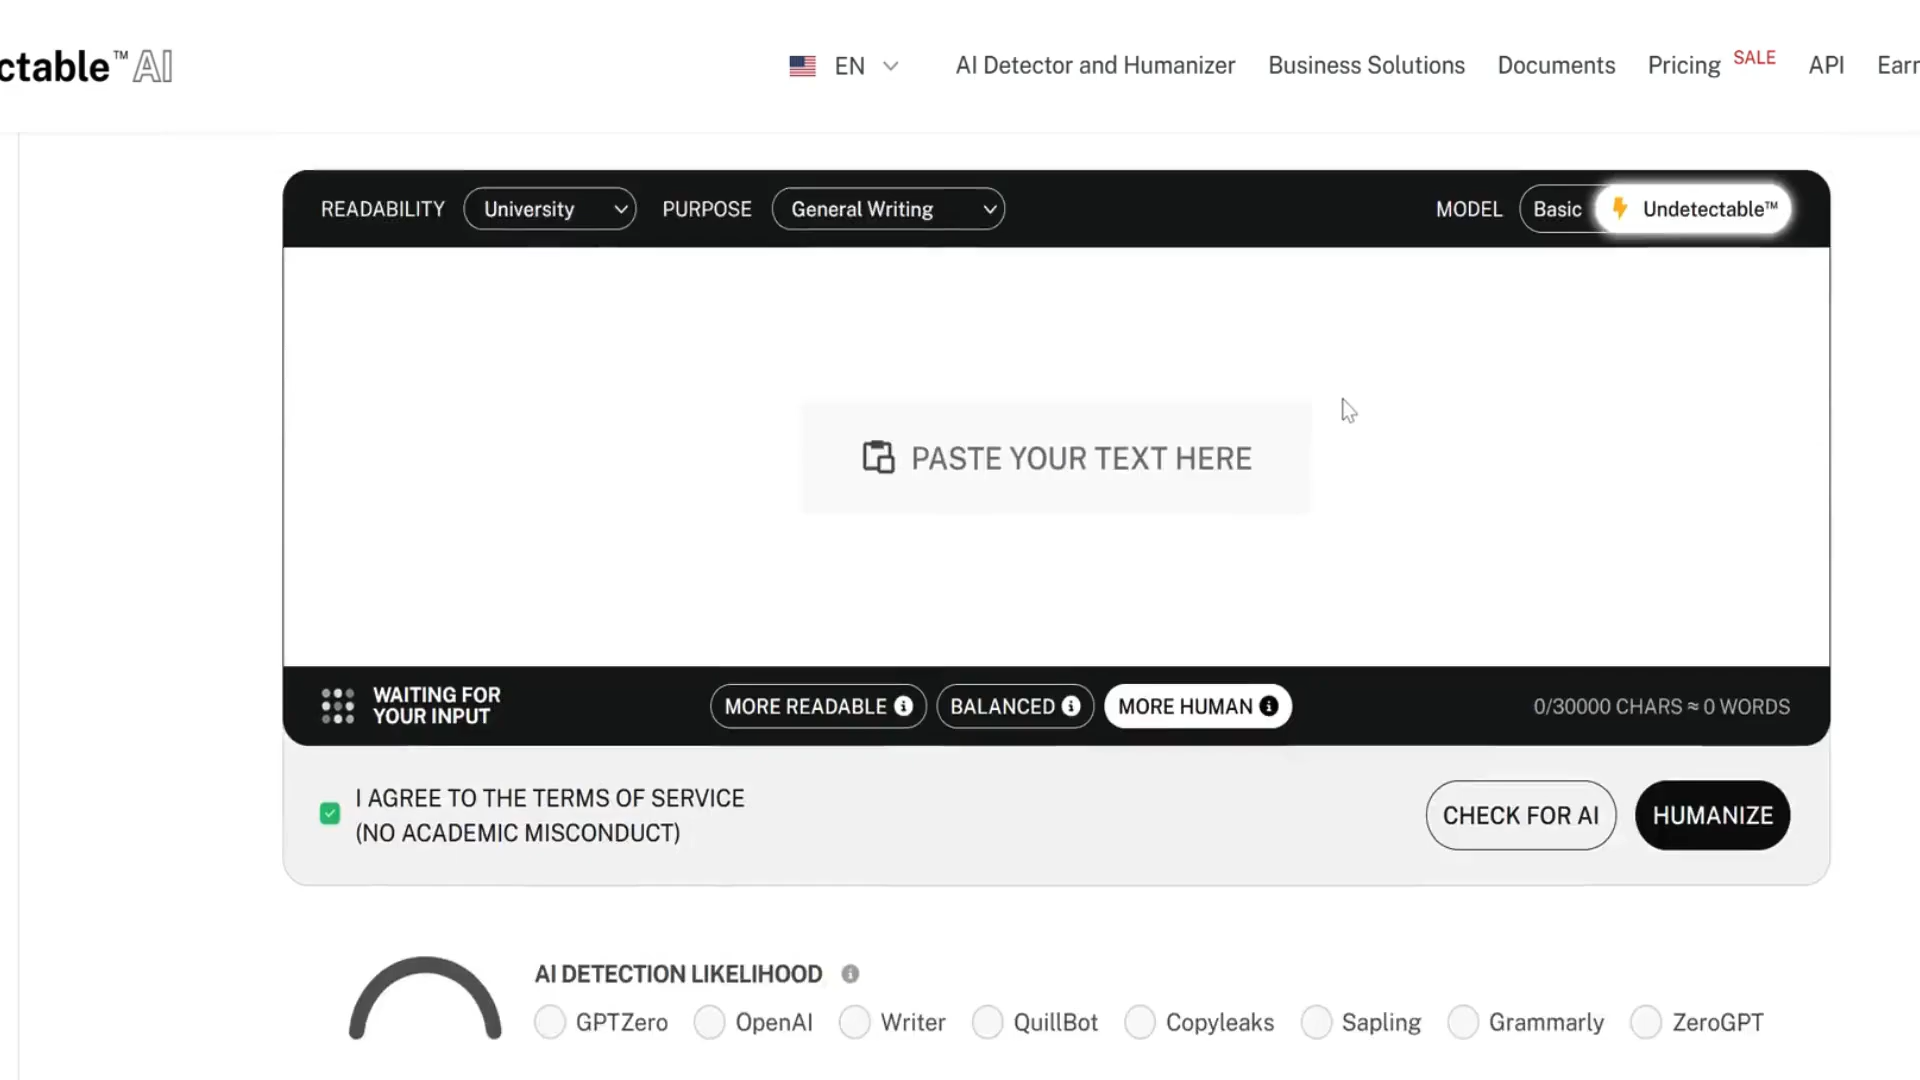 ctable™ AI
EN
AI Detector and Humanizer
Business Solutions
Documents
Pricing SALE
API
Earn
READABILITY University PURPOSE General Writing MODEL Basic Undetectable™
PASTE YOUR TEXT HERE
WAITING FOR
YOUR INPUT
MORE READABLE
BALANCED
MORE HUMAN
0/30000 CHARS ≈ 0 WORDS
I AGREE TO THE TERMS OF SERVICE
(NO ACADEMIC MISCONDUCT)
CHECK FOR AI
HUMANIZE
AI DETECTION LIKELIHOOD
GPTZero OpenAI Writer QuillBot Copyleaks Sapling Grammarly ZeroGPT